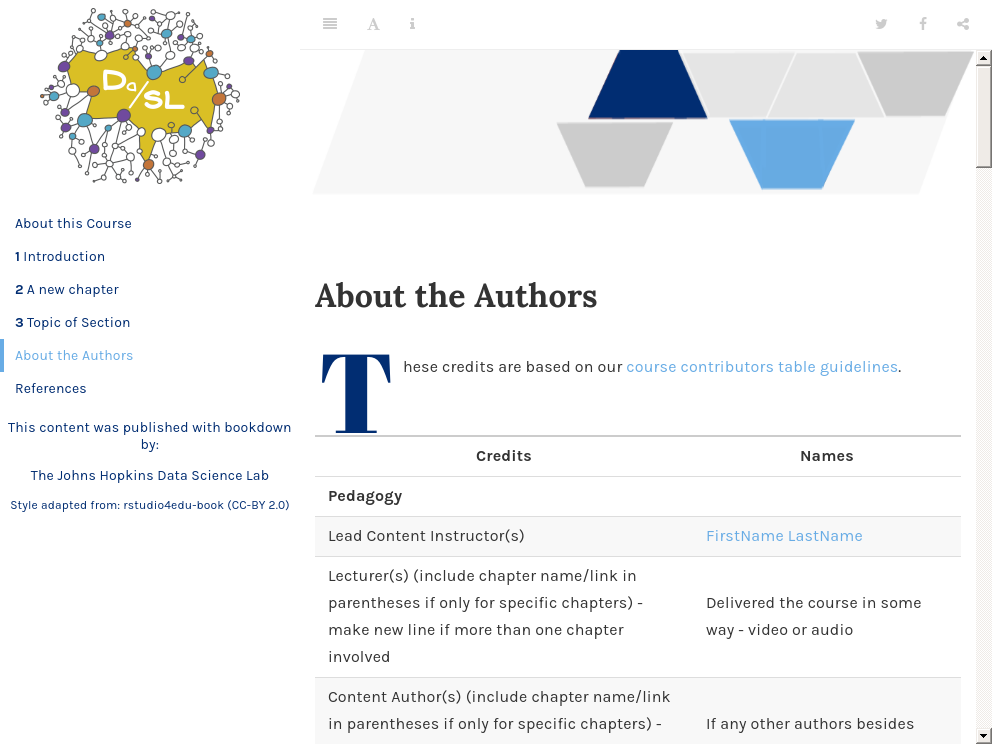 Da/SL
About this Course
1 Introduction
2 A new chapter
3 Topic of Section
About the Authors
References
This content was published with bookdown
by:
The Johns Hopkins Data Science Lab
Style adapted from: rstudio4edu-book (CC-BY 2.0)
A i
About the Authors
These credits are based on our course contributors table guidelines.
Credits Names
Pedagogy
Lead Content Instructor(s) FirstName LastName
Lecturer(s) (include chapter name/link in
parentheses if only for specific chapters) -
make new line if more than one chapter
involved
Delivered the course in some
way - video or audio
Content Author(s) (include chapter name/link
in parentheses if only for specific chapters) -
If any other authors besides